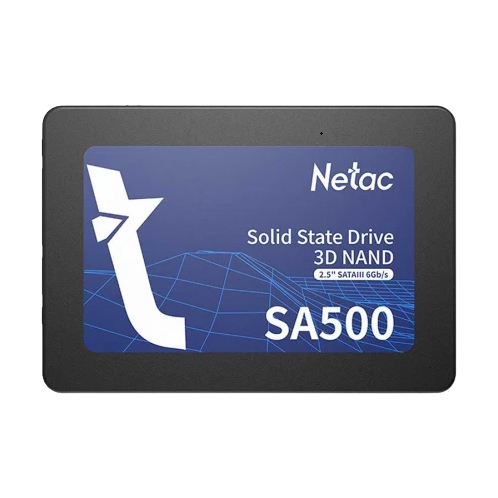 Netac
Solid State Drive
3D NAND
2.5" SATAIII 6Gb/s
SA500